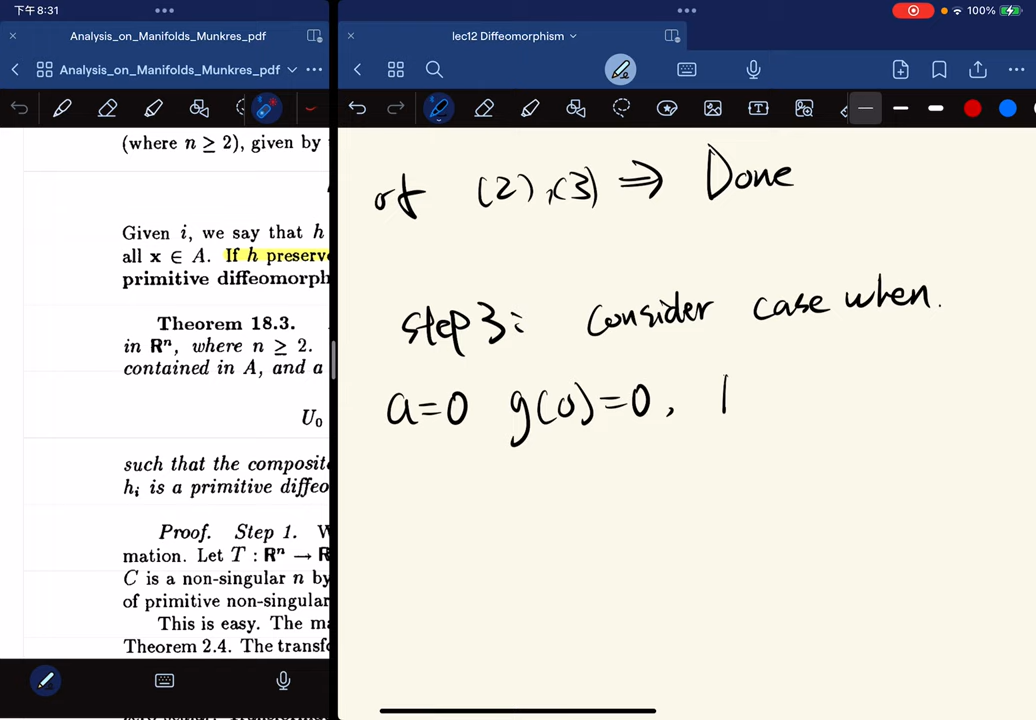 下午8:31
100%
Analysis_on_Manifolds_Munkres_pdf
lec12 Diffeomorphism
Analysis_on_Manifolds_Munkres_pdf
(where n ≥ 2), given by
Given i, we say that h
all x ∈ A. If h preserv
primitive diffeomorph
Theorem 18.3.
in Rⁿ, where n ≥ 2.
contained in A, and a
U₀
such that the composit
hᵢ is a primitive diffeo
Proof. Step 1. W
mation. Let T : Rⁿ → R
C is a non-singular n by
of primitive non-singular
This is easy. The ma
Theorem 2.4. The transf
of (2),(3) ⇒ Done
step 3: consider case when.
a=0 g(0)=0,